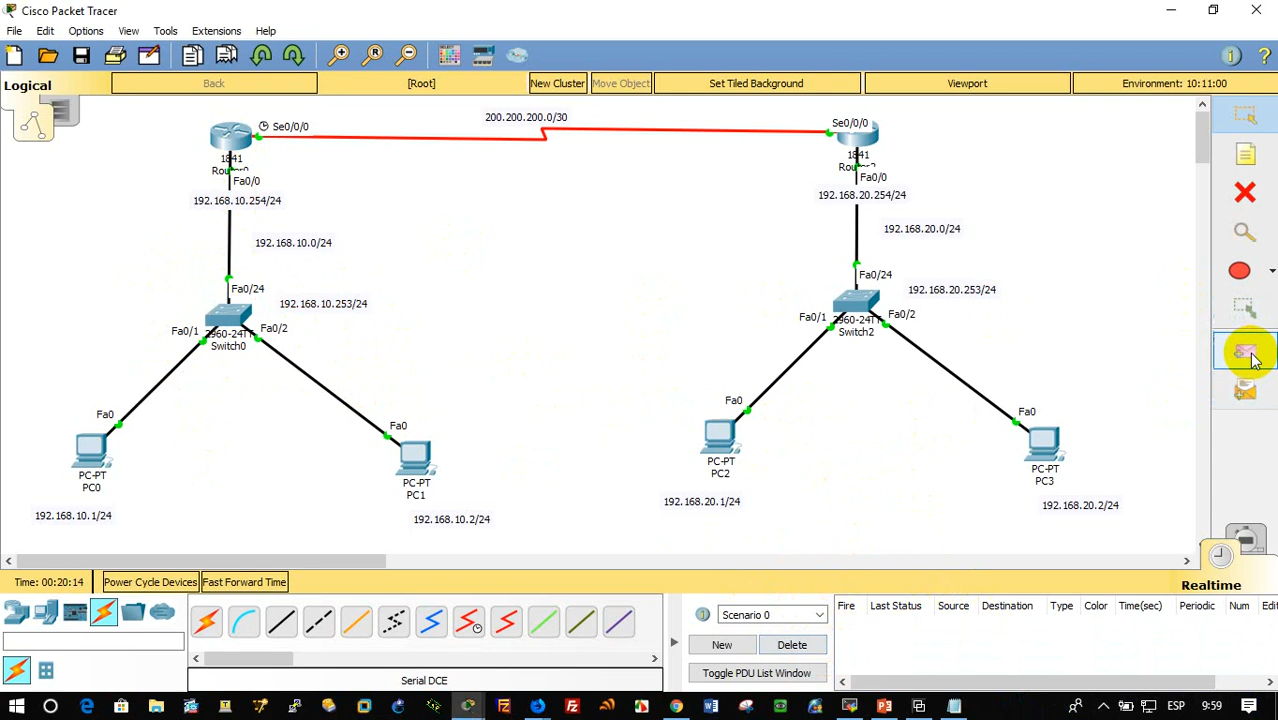 Cisco Packet Tracer
File Edit Options View Tools Extensions Help
Logical
Back
[Root]
New Cluster
Move Object
Set Tiled Background
Viewport
Environment: 10:11:00
200.200.200.0/30
Se0/0/0
Se0/0/0
1841
1841
Fa0/0
Fa0/0
192.168.10.254/24
192.168.20.254/24
192.168.10.0/24
192.168.20.0/24
Fa0/24
Fa0/24
192.168.10.253/24
192.168.20.253/24
Fa0/1
Fa0/2
Fa0/1
Fa0/2
2960-24TT
Switch0
2960-24TT
Switch2
Fa0
Fa0
Fa0
Fa0
PC-PT
PC0
PC-PT
PC1
PC-PT
PC2
PC-PT
PC3
192.168.10.1/24
192.168.10.2/24
192.168.20.1/24
192.168.20.2/24
Time: 00:20:14
Power Cycle Devices
Fast Forward Time
Realtime
Scenario 0
New
Delete
Toggle PDU List Window
Fire Last Status Source Destination Type Color Time(sec) Periodic Num Edi
Serial DCE
ESP
9:59